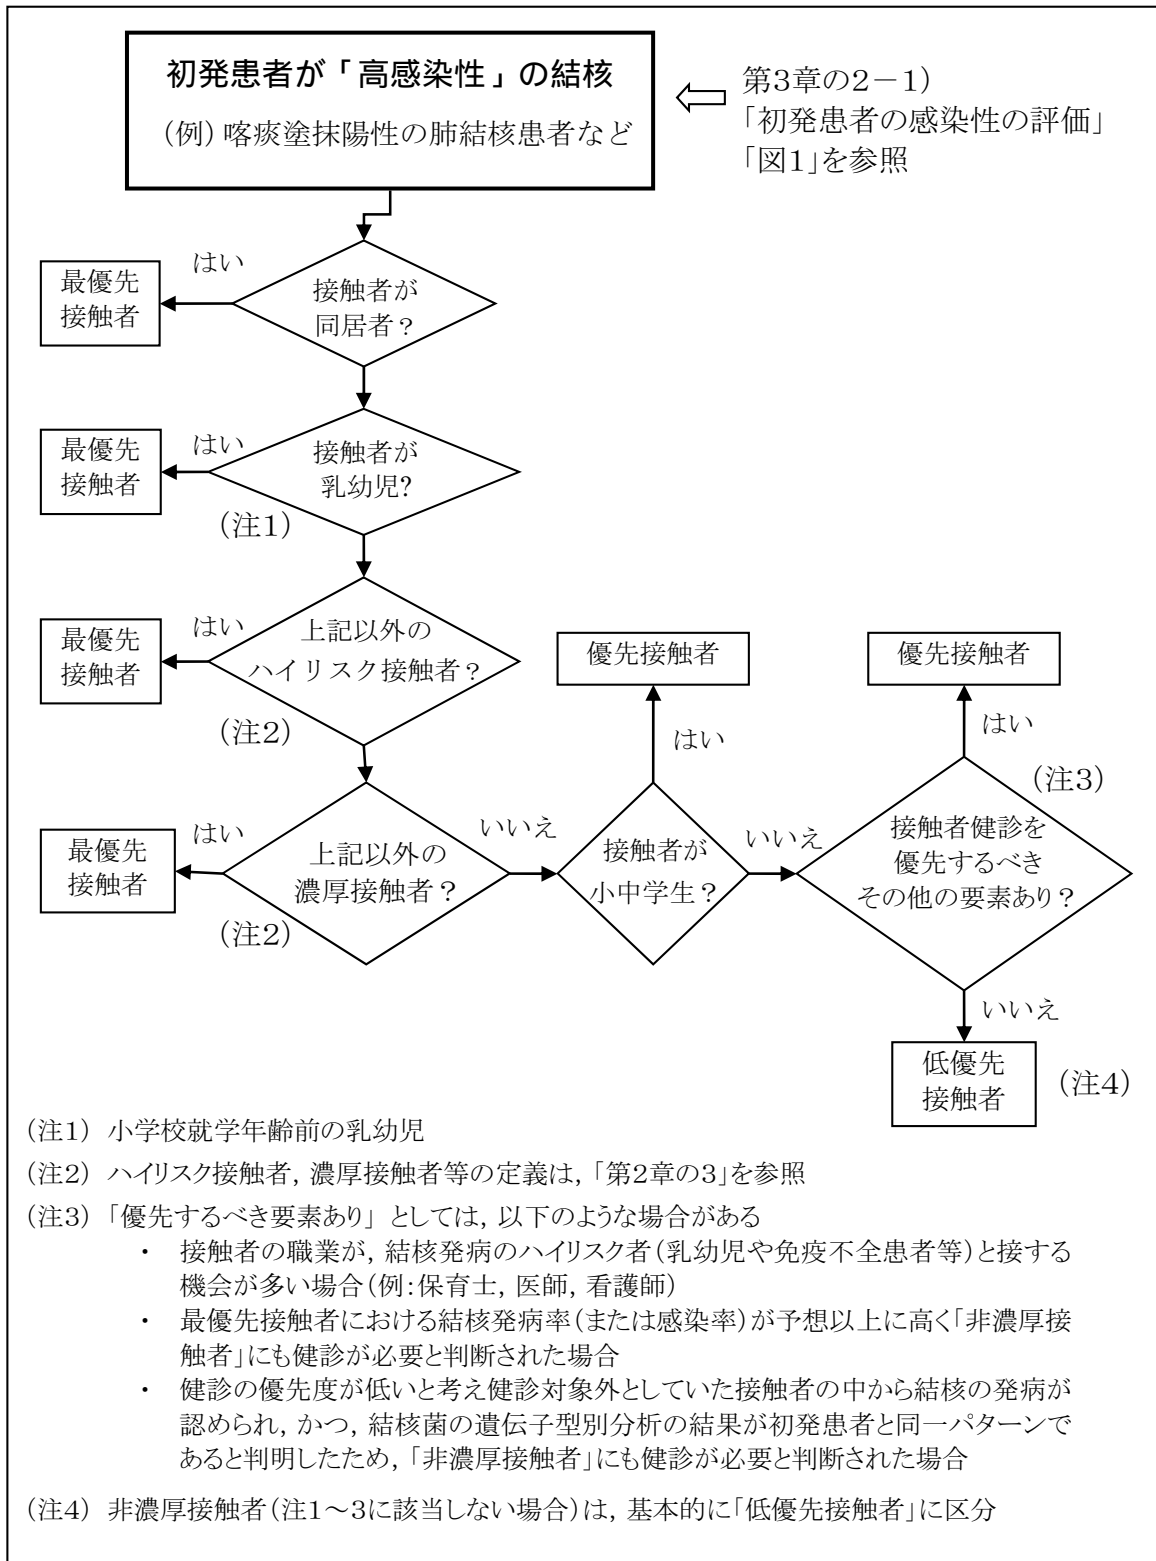 初発患者が「高感染性」の結核
（例）喀痰塗抹陽性の肺結核患者など
第3章の2－1）
「初発患者の感染性の評価」
「図1」を参照
はい
最優先
接触者
接触者が
同居者？
はい
最優先
接触者
接触者が
乳幼児?
（注1）
はい
最優先
接触者
上記以外の
ハイリスク接触者？
（注2）
優先接触者
はい
優先接触者
はい
（注3）
はい
最優先
接触者
上記以外の
濃厚接触者？
（注2）
いいえ
接触者が
小中学生？
いいえ
接触者健診を
優先するべき
その他の要素あり？
いいえ
低優先
接触者
（注4）
（注1） 小学校就学年齢前の乳幼児
（注2） ハイリスク接触者，濃厚接触者等の定義は，「第2章の3」を参照
（注3） 「優先するべき要素あり」 としては，以下のような場合がある
・ 接触者の職業が，結核発病のハイリスク者（乳幼児や免疫不全患者等）と接する
機会が多い場合（例：保育士，医師，看護師）
・ 最優先接触者における結核発病率（または感染率）が予想以上に高く「非濃厚接
触者」にも健診が必要と判断された場合
・ 健診の優先度が低いと考え健診対象外としていた接触者の中から結核の発病が
認められ，かつ，結核菌の遺伝子型別分析の結果が初発患者と同一パターンで
あると判明したため，「非濃厚接触者」にも健診が必要と判断された場合
（注4） 非濃厚接触者（注1～3に該当しない場合）は，基本的に「低優先接触者」に区分